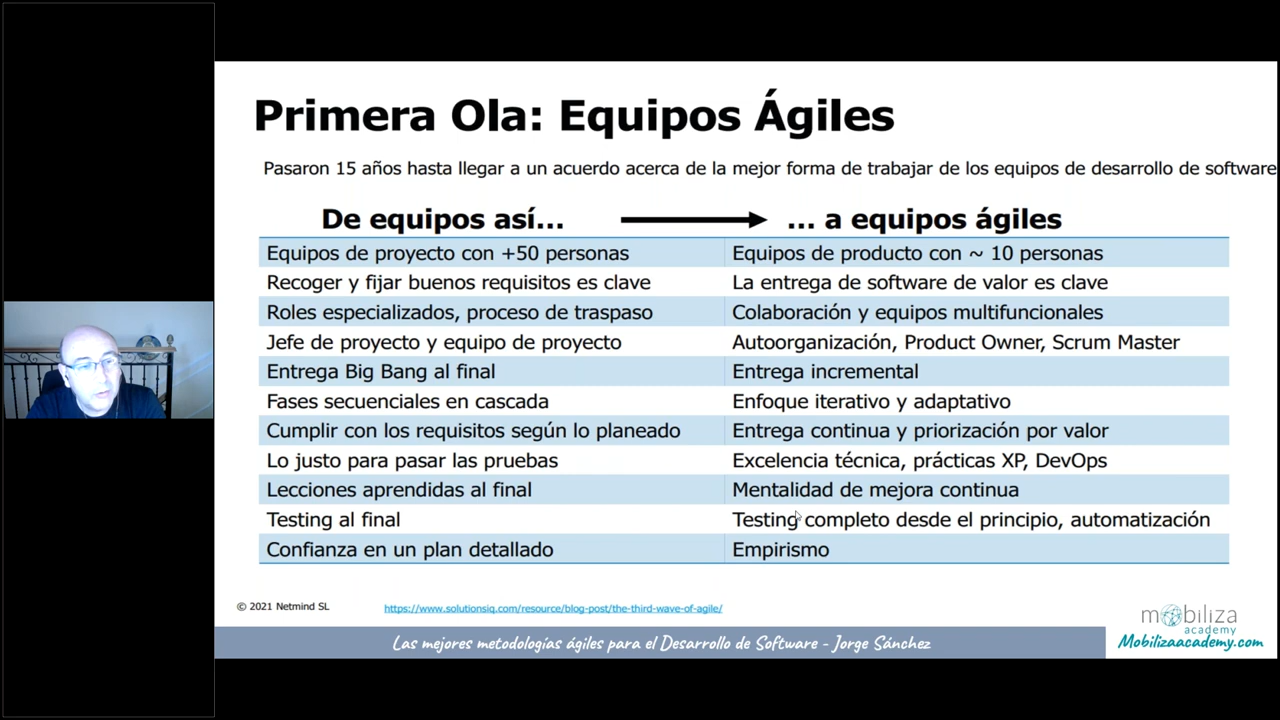 Primera Ola: Equipos Ágiles
Pasaron 15 años hasta llegar a un acuerdo acerca de la mejor forma de trabajar de los equipos de desarrollo de software
De equipos así... ... a equipos ágiles
Equipos de proyecto con +50 personas Equipos de producto con ~ 10 personas
Recoger y fijar buenos requisitos es clave La entrega de software de valor es clave
Roles especializados, proceso de traspaso Colaboración y equipos multifuncionales
Jefe de proyecto y equipo de proyecto Autoorganización, Product Owner, Scrum Master
Entrega Big Bang al final Entrega incremental
Fases secuenciales en cascada Enfoque iterativo y adaptativo
Cumplir con los requisitos según lo planeado Entrega continua y priorización por valor
Lo justo para pasar las pruebas Excelencia técnica, prácticas XP, DevOps
Lecciones aprendidas al final Mentalidad de mejora continua
Testing al final Testing completo desde el principio, automatización
Confianza en un plan detallado Empirismo
© 2021 Netmind SL https://www.solutionsiq.com/resource/blog-post/the-third-wave-of-agile/
mobiliza
academy
Las mejores metodologías ágiles para el Desarrollo de Software - Jorge Sánchez
Mobilizaacademy.com